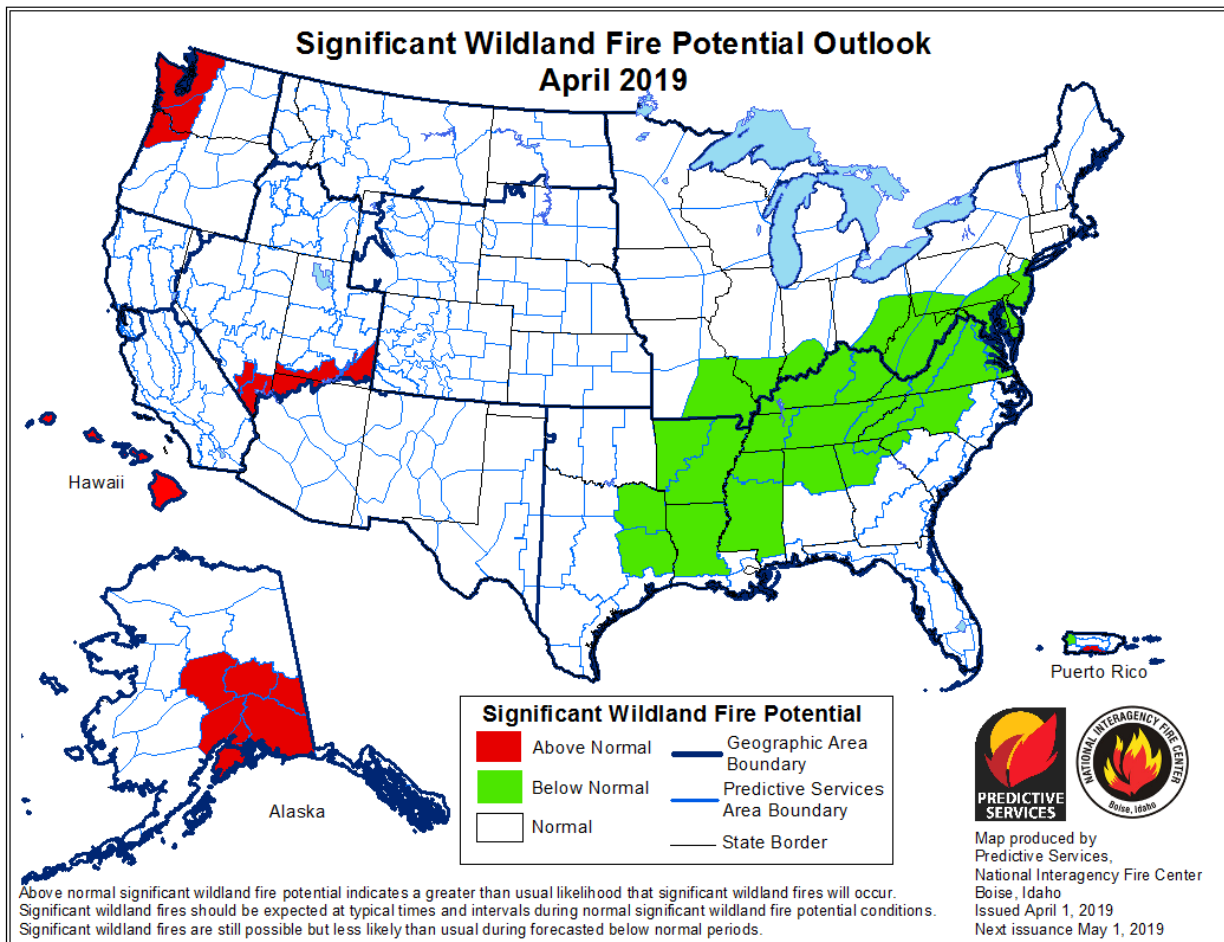 Significant Wildland Fire Potential Outlook
April 2019
Hawaii
Alaska
Puerto Rico
Significant Wildland Fire Potential
Above Normal
Below Normal
Normal
Geographic Area
Boundary
Predictive Services
Area Boundary
State Border
PREDICTIVE
SERVICES
NATIONAL INTERAGENCY FIRE CENTER
Boise, Idaho
Map produced by
Predictive Services,
National Interagency Fire Center
Boise, Idaho
Issued April 1, 2019
Next issuance May 1, 2019
Above normal significant wildland fire potential indicates a greater than usual likelihood that significant wildland fires will occur.
Significant wildland fires should be expected at typical times and intervals during normal significant wildland fire potential conditions.
Significant wildland fires are still possible but less likely than usual during forecasted below normal periods.